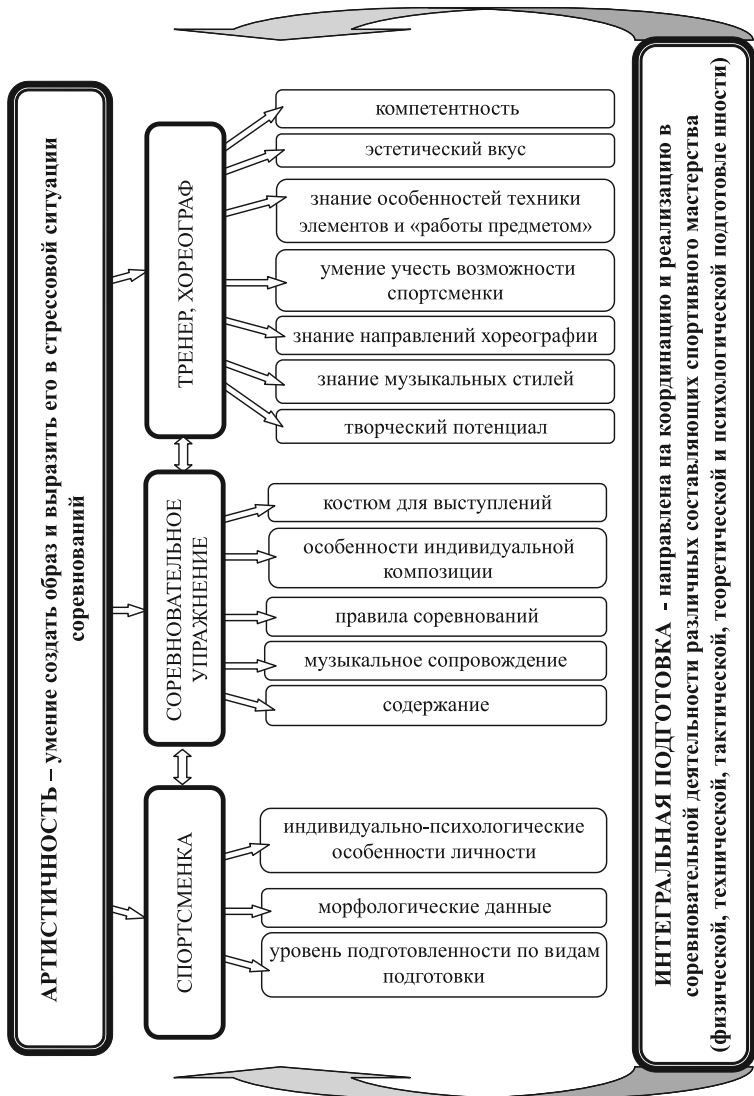 АРТИСТИЧНОСТЬ – умение создать образ и выразить его в стрессовой ситуации
соревнований
СПОРТСМЕНКА
уровень подготовленности по видам
подготовки
морфологические данные
индивидуально-психологические
особенности личности
СОРЕВНОВАТЕЛЬНОЕ
УПРАЖНЕНИЕ
содержание
музыкальное сопровождение
правила соревнований
особенности индивидуальной
композиции
костюм для выступлений
ТРЕНЕР, ХОРЕОГРАФ
творческий потенциал
знание музыкальных стилей
знание направлений хореографии
умение учесть возможности
спортсменки
знание особенностей техники
элементов и «работы предметом»
эстетический вкус
компетентность
ИНТЕГРАЛЬНАЯ ПОДГОТОВКА - направлена на координацию и реализацию в
соревновательной деятельности различных составляющих спортивного мастерства
(физической, технической, тактической, теоретической и психологической подготовле нности)